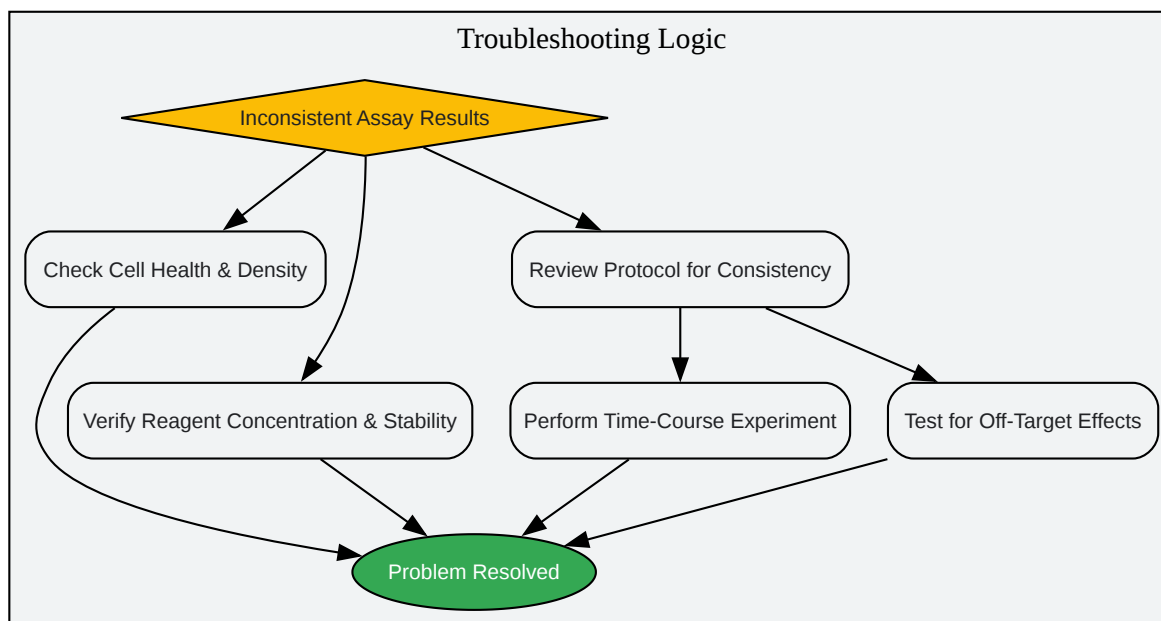 Troubleshooting Logic
Inconsistent Assay Results
Check Cell Health & Density
Review Protocol for Consistency
Verify Reagent Concentration & Stability
Perform Time-Course Experiment
Test for Off-Target Effects
Problem Resolved